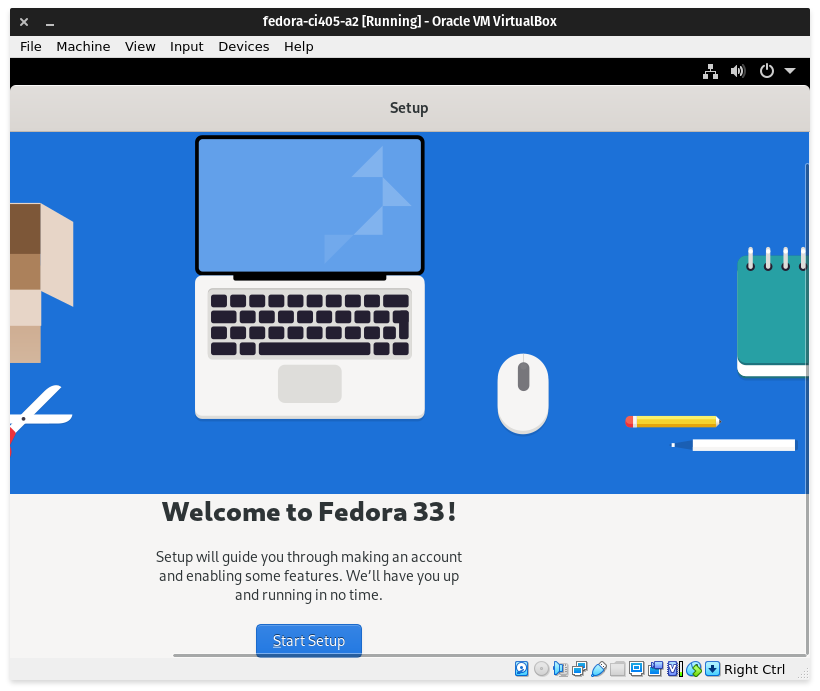 fedora-ci405-a2 [Running] - Oracle VM VirtualBox
File Machine View Input Devices Help
Setup
Welcome to Fedora 33!
Setup will guide you through making an account
and enabling some features. We'll have you up
and running in no time.
Start Setup
Right Ctrl